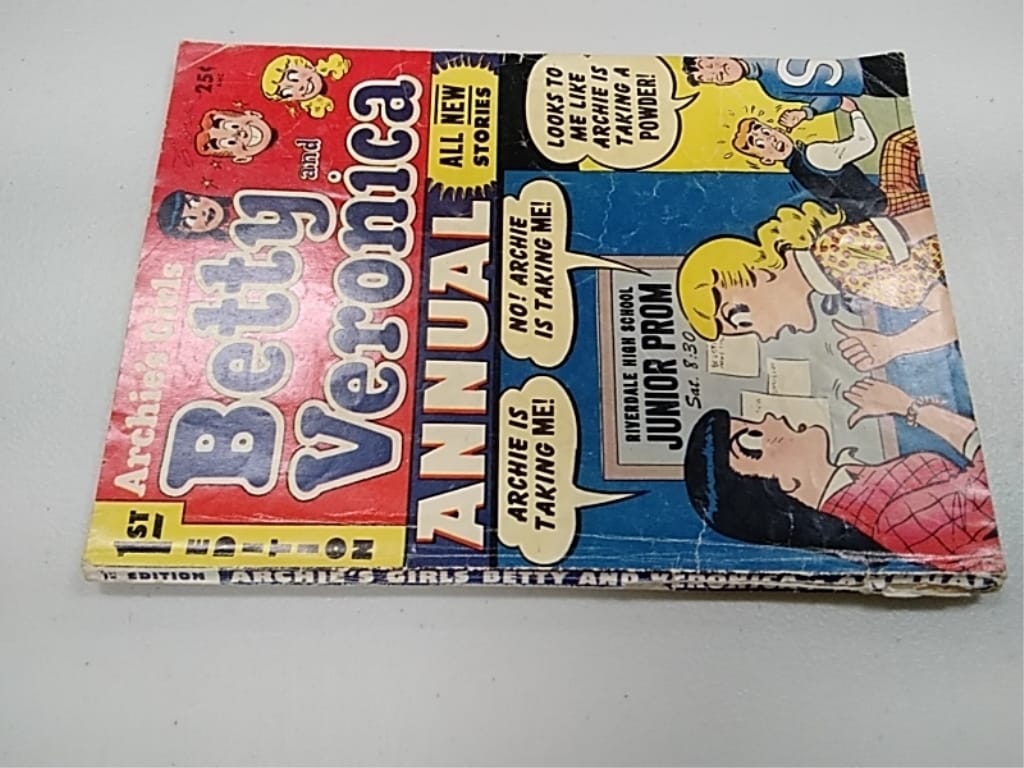 25¢
1ST
EDITION
Archie's Girls
Betty
and
Veronica
ANNUAL
ALL NEW
STORIES
ARCHIE IS
TAKING ME!
NO! ARCHIE
IS TAKING ME!
LOOKS TO
ME LIKE
ARCHIE IS
TAKING A
POWDER!
S
RIVERDALE HIGH SCHOOL
JUNIOR PROM
Sat. 8:30
1ST EDITION ARCHIE'S GIRLS BETTY AND VERONICA - ANNUAL